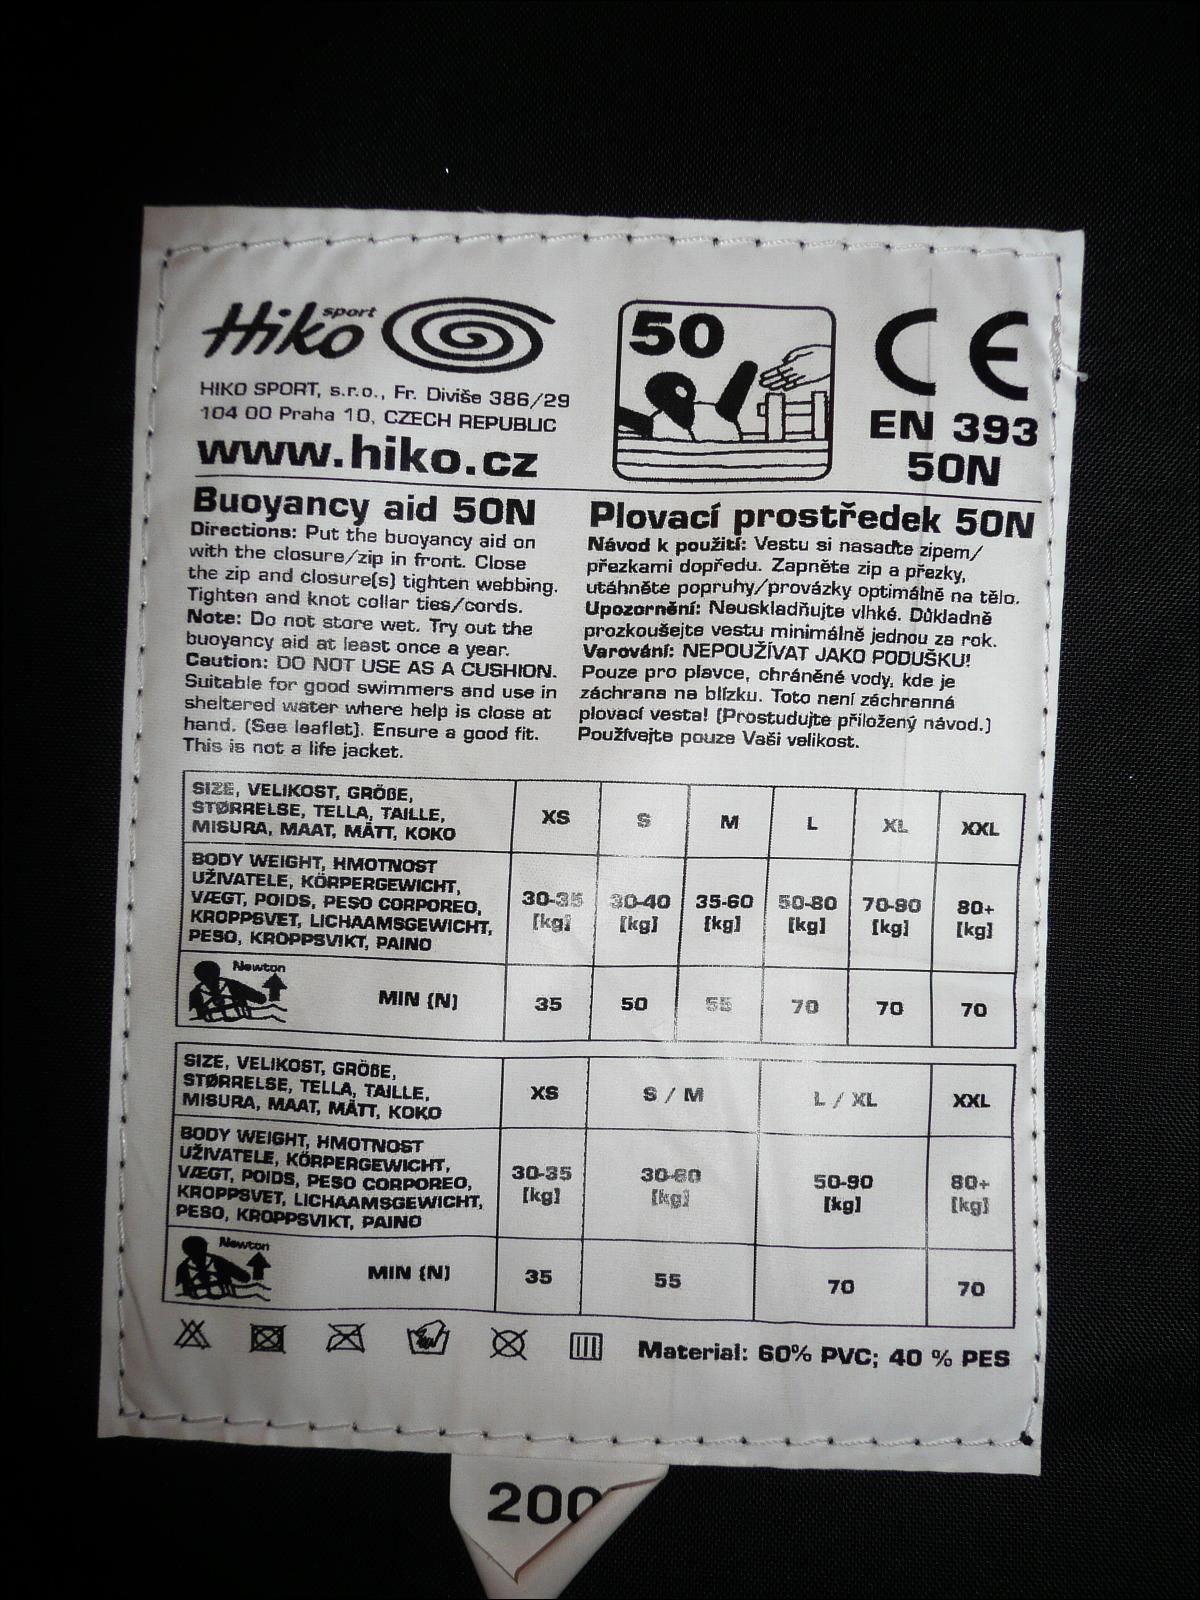 Hiko sport
HIKO SPORT, s.r.o., Fr. Diviše 386/29
104 00 Praha 10, CZECH REPUBLIC
www.hiko.cz
50
CE
EN 393
50N
Buoyancy aid 50N
Directions: Put the buoyancy aid on
with the closure/zip in front. Close
the zip and closure(s) tighten webbing.
Tighten and knot collar ties/cords.
Note: Do not store wet. Try out the
buoyancy aid at least once a year.
Caution: DO NOT USE AS A CUSHION.
Suitable for good swimmers and use in
sheltered water where help is close at
hand. (See leaflet). Ensure a good fit.
This is not a life jacket.
Plovací prostředek 50N
Návod k použití: Vestu si nasaďte zipem/
přezkami dopředu. Zapněte zip a přezky,
utáhněte popruhy/provázky optimálně na tělo.
Upozornění: Neuskladňujte vlhké. Důkladně
prozkoušejte vestu minimálně jednou za rok.
Varování: NEPOUŽÍVAT JAKO PODUŠKU!
Pouze pro plavce, chráněné vody, kde je
záchrana na blízku. Toto není záchranná
plovací vesta! (Prostudujte přiložený návod.)
Používejte pouze Vaši velikost.
SIZE, VELIKOST, GRÖßE,
STØRRELSE, TELLA, TAILLE,
MISURA, MAAT, MÄTT, KOKO
XS S M L XL XXL
BODY WEIGHT, HMOTNOST
UŽIVATELE, KÖRPERGEWICHT,
VÆGT, POIDS, PESO CORPOREO,
KROPPSVET, LICHAAMSGEWICHT,
PESO, KROPPSVIKT, PAINO
30-35 30-40 35-60 50-80 70-90 80+
[kg] [kg] [kg] [kg] [kg] [kg]
Newton
MIN (N) 35 50 55 70 70 70
SIZE, VELIKOST, GRÖßE,
STØRRELSE, TELLA, TAILLE,
MISURA, MAAT, MÄTT, KOKO
XS S / M L / XL XXL
BODY WEIGHT, HMOTNOST
UŽIVATELE, KÖRPERGEWICHT,
VÆGT, POIDS, PESO CORPOREO,
KROPPSVET, LICHAAMSGEWICHT,
PESO, KROPPSVIKT, PAINO
30-35 30-60 50-90 80+
[kg] [kg] [kg] [kg]
Newton
MIN (N) 35 55 70 70
Material: 60% PVC; 40 % PES